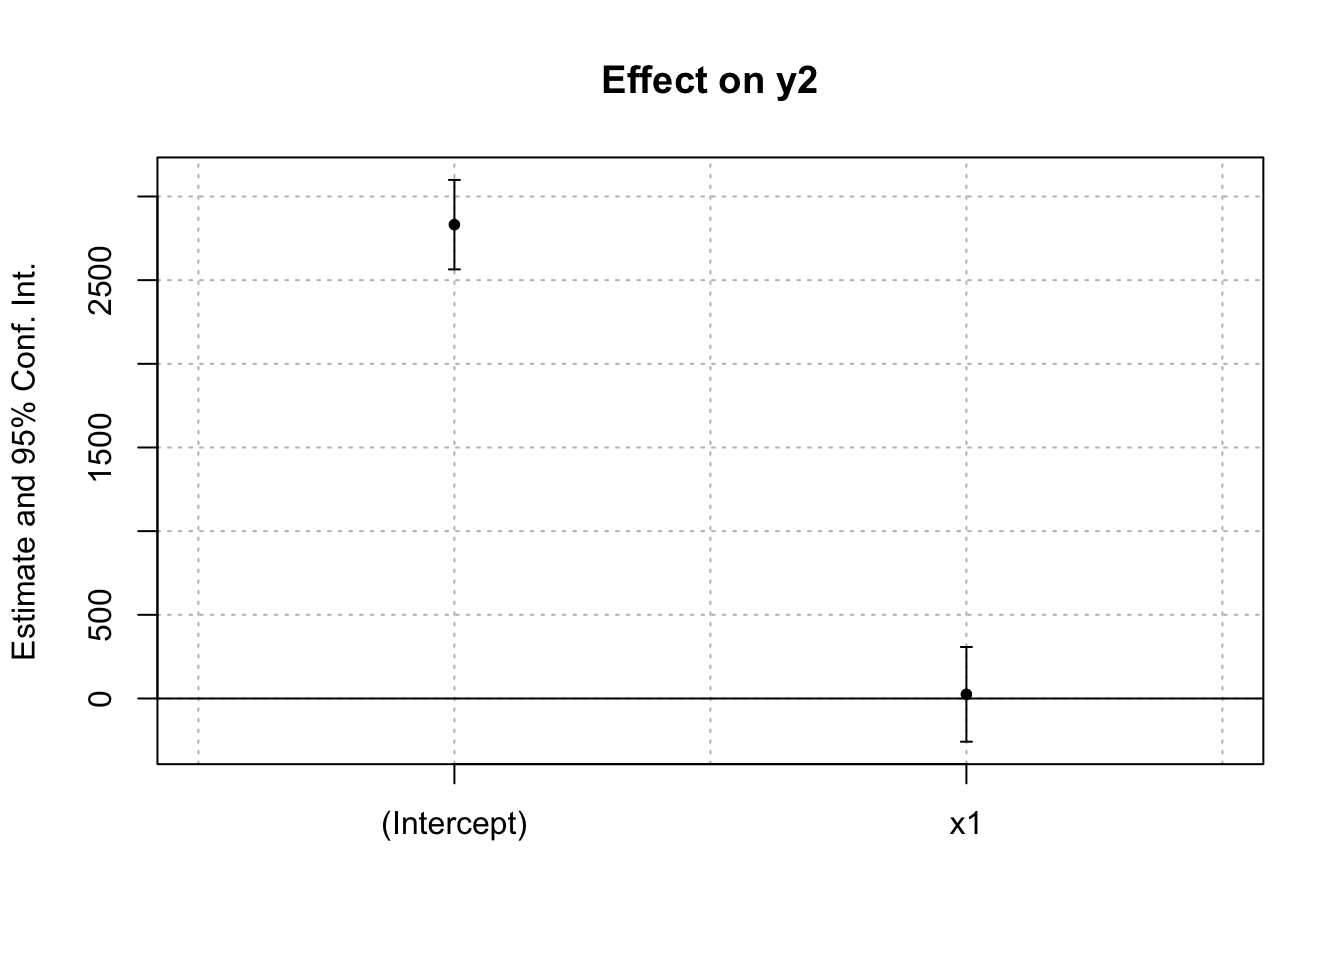 Effect on y2
Estimate and 95% Conf. Int.
2500
1500
500
0
(Intercept)
x1